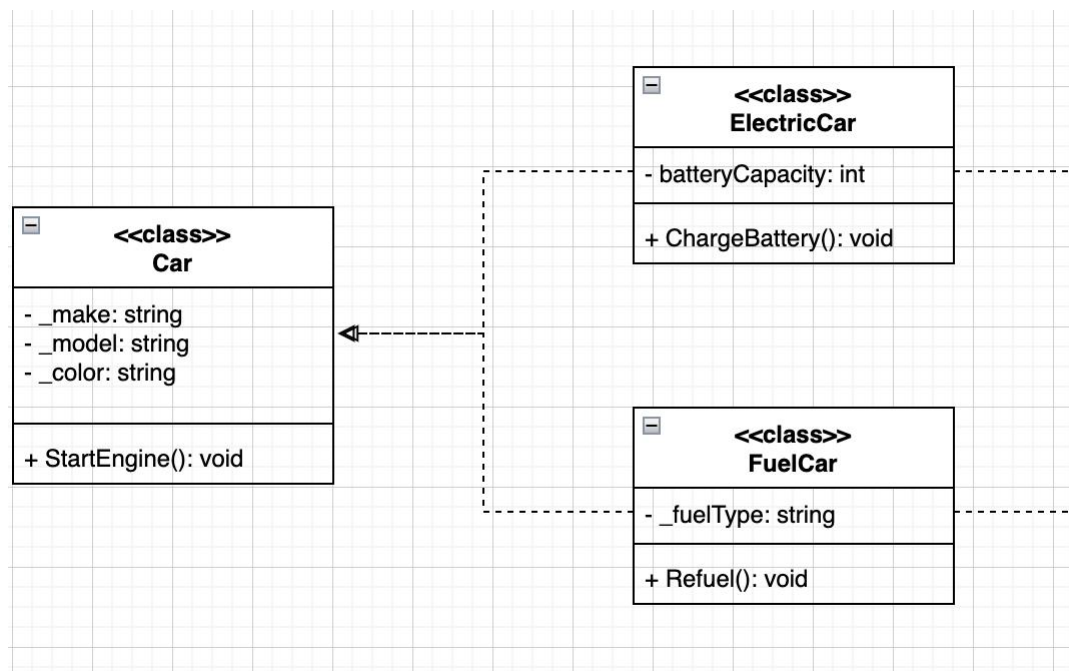 <<class>>
Car
- _make: string
- _model: string
- _color: string
+ StartEngine(): void
<<class>>
ElectricCar
- batteryCapacity: int
+ ChargeBattery(): void
<<class>>
FuelCar
- _fuelType: string
+ Refuel(): void